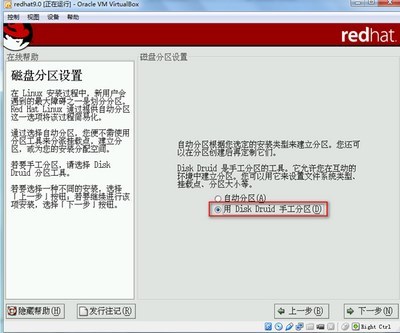 redhat9.0 [正在运行] - Oracle VM VirtualBox
控制 视图 设备 帮助
redhat.
在线帮助
磁盘分区设置
在 Linux 安装过程中，新用户会
遇到的最大障碍之一是划分分区。
Red Hat Linux 通过提供自动分区
这一选项将该过程简易化。
通过选择自动分区，您便不需使用
分区工具来分派挂载点、建立分
区、或为您的安装分配空间。
若要手工分区，请选择 Disk
Druid 分区工具。
若要选择一种不同的安装，选择
「上一步」按钮；若要继续进行该
项安装，选择「下一步」按钮。
磁盘分区设置
自动分区根据您选定的安装类型来建立分区。您还可
以在分区创建后再定制它们。
Disk Druid 是手工分区的工具。它允许您在互动的
环境中建立分区。您可以用它来设置文件系统类型、
挂载点、分区大小等。
自动分区(A)
用 Disk Druid 手工分区(D)
隐藏帮助(H)
发行注记(R)
上一步(B)
下一步(N)
Right Ctrl